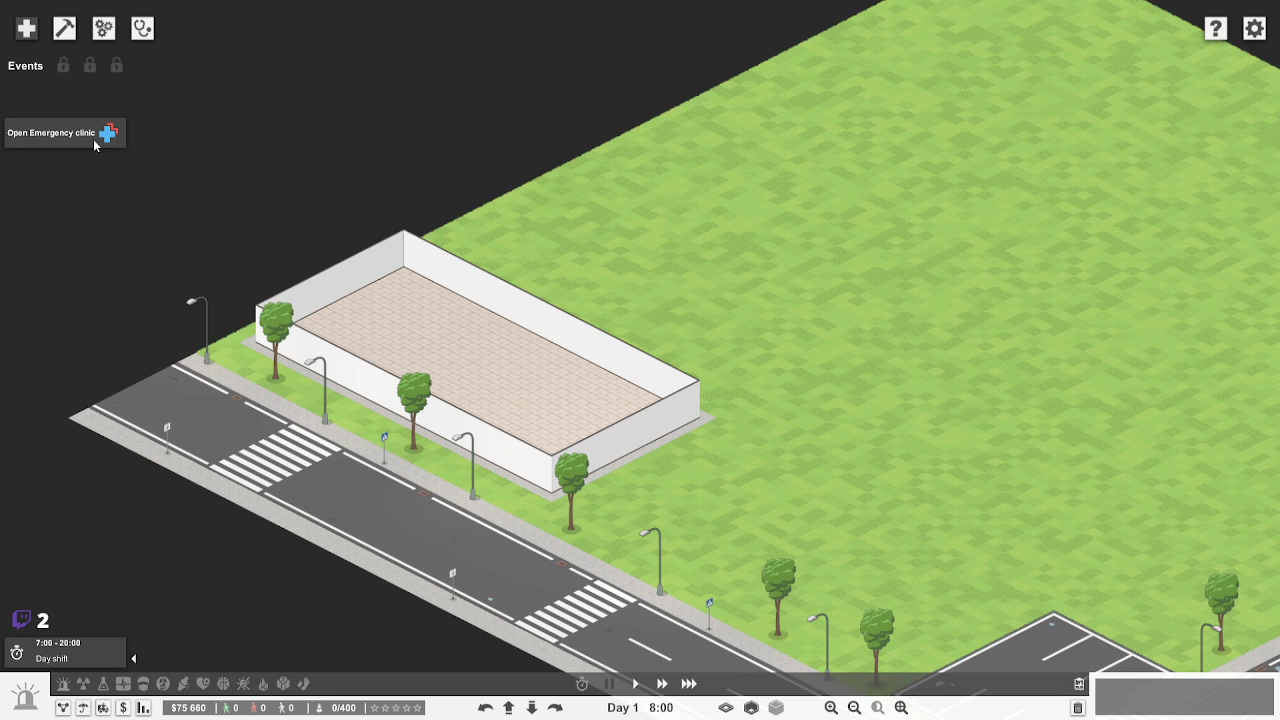 ?
Events
Open Emergency clinic
2
7:00 - 20:00
Day shift
$
$75 660 | 0 0 0 | 0/400 |
Day 1 8:00